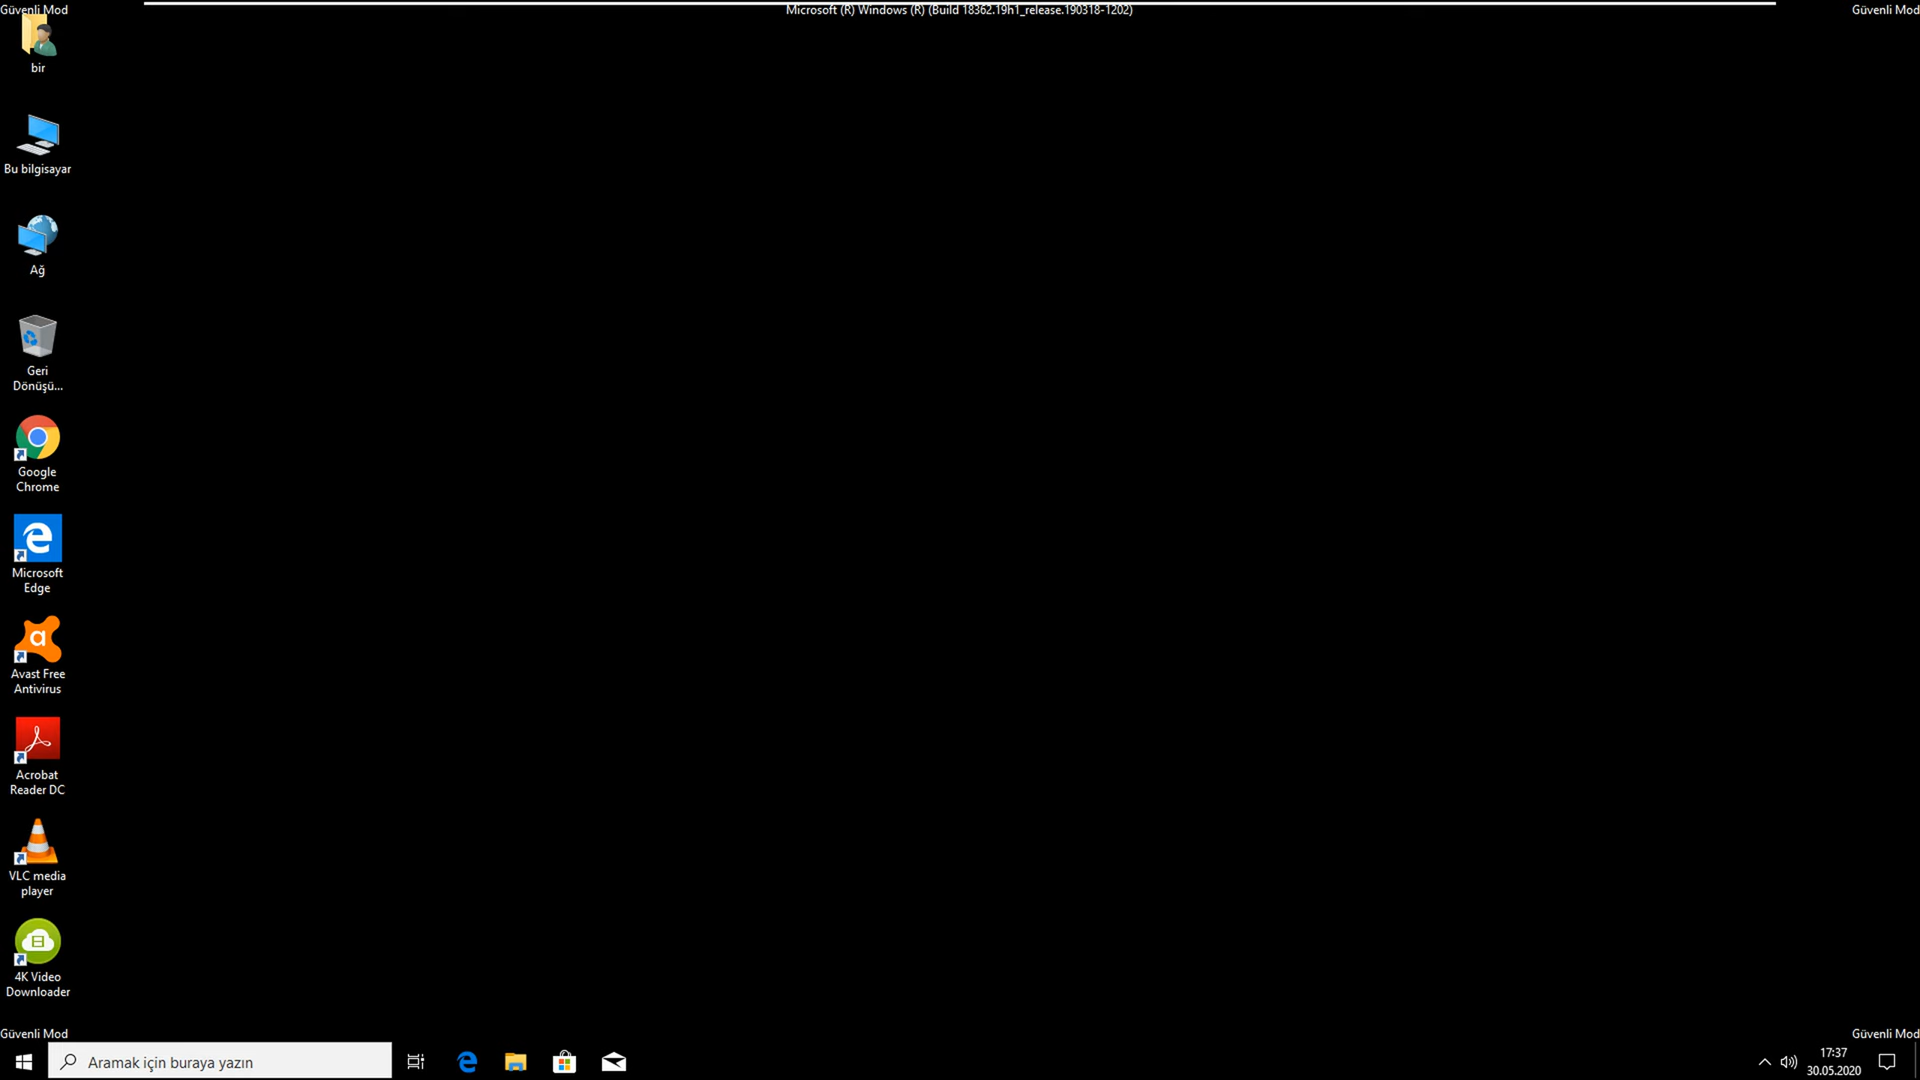 Güvenli Mod
Microsoft (R) Windows (R) (Build 18362.19h1_release.190318-1202)
Güvenli Mod
bir
Bu bilgisayar
Ağ
Geri
Dönüşü...
Google
Chrome
Microsoft
Edge
Avast Free
Antivirus
Acrobat
Reader DC
VLC media
player
4K Video
Downloader
Güvenli Mod
Güvenli Mod
Aramak için buraya yazın
17:37
30.05.2020